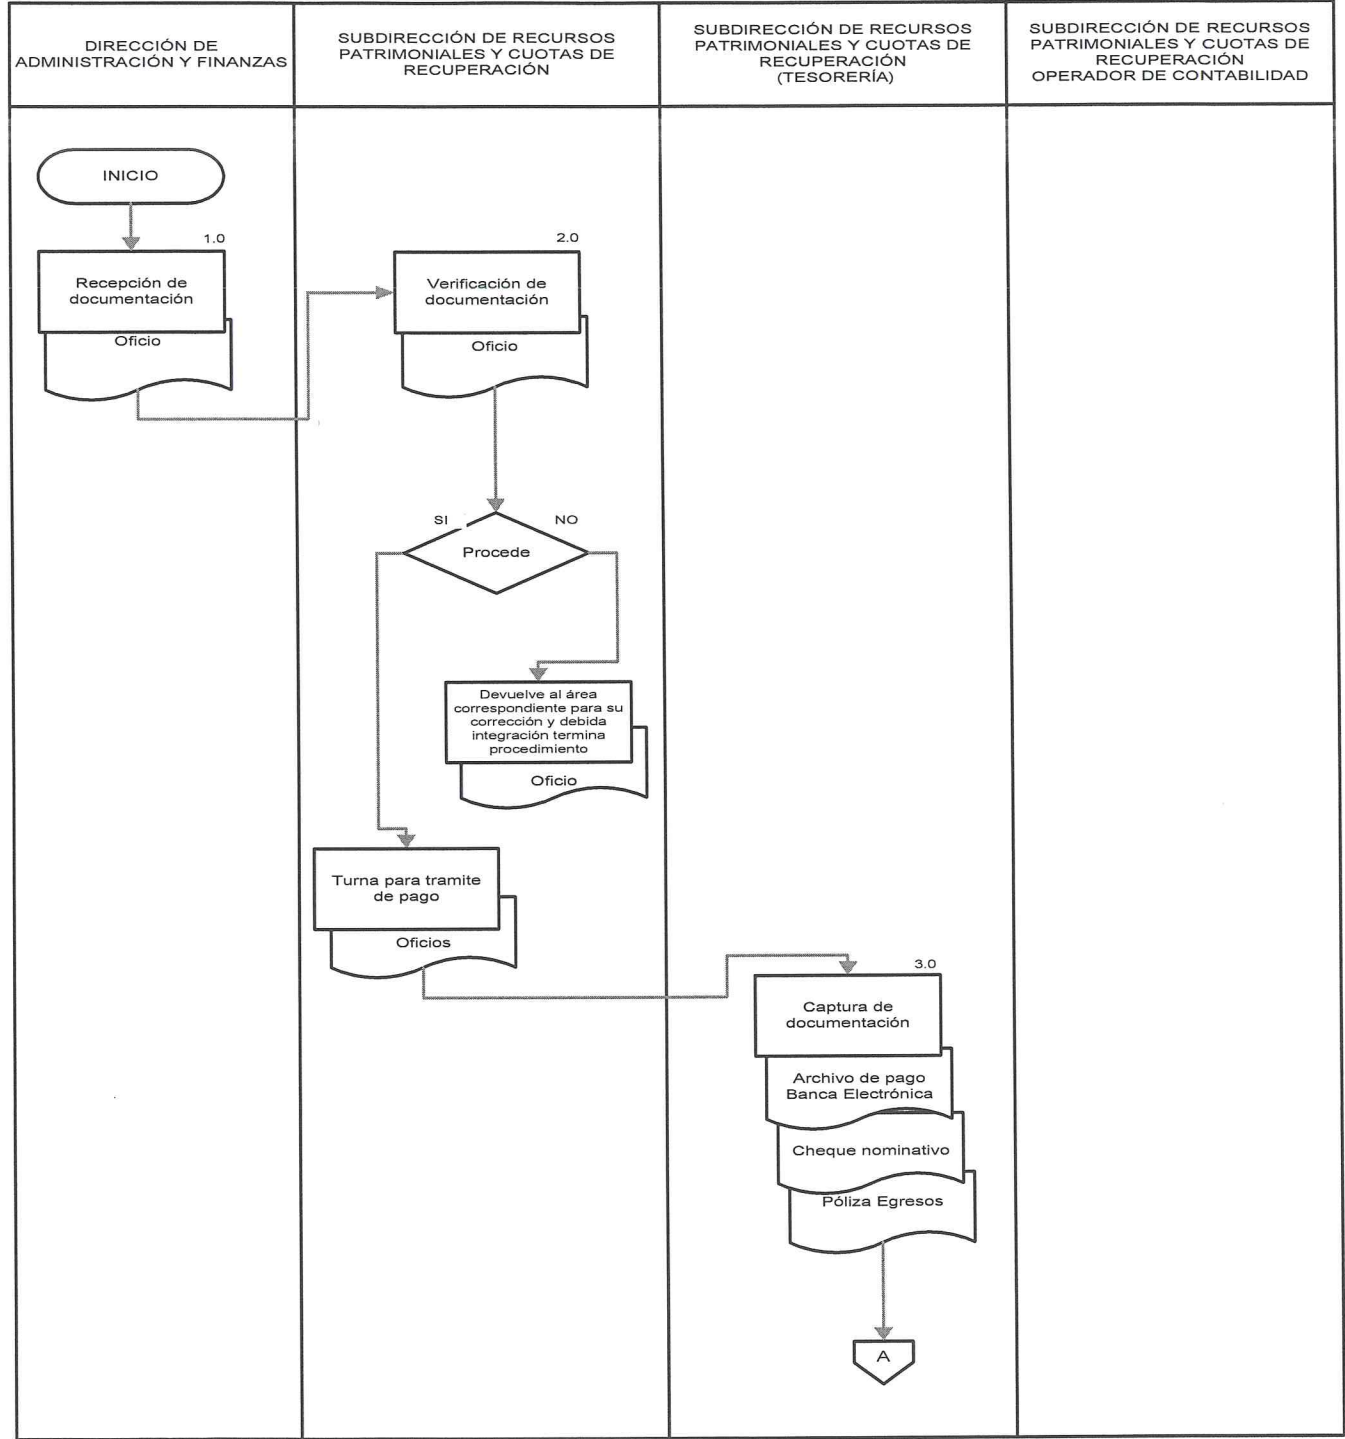 DIRECCIÓN DE
ADMINISTRACIÓN Y FINANZAS
SUBDIRECCIÓN DE RECURSOS
PATRIMONIALES Y CUOTAS DE
RECUPERACIÓN
SUBDIRECCIÓN DE RECURSOS
PATRIMONIALES Y CUOTAS DE
RECUPERACIÓN
(TESORERÍA)
SUBDIRECCIÓN DE RECURSOS
PATRIMONIALES Y CUOTAS DE
RECUPERACIÓN
OPERADOR DE CONTABILIDAD
INICIO
1.0
Recepción de
documentación
Oficio
2.0
Verificación de
documentación
Oficio
SI
NO
Procede
Devuelve al área
correspondiente para su
corrección y debida
integración termina
procedimiento
Oficio
Turna para tramite
de pago
Oficios
3.0
Captura de
documentación
Archivo de pago
Banca Electrónica
Cheque nominativo
Póliza Egresos
A